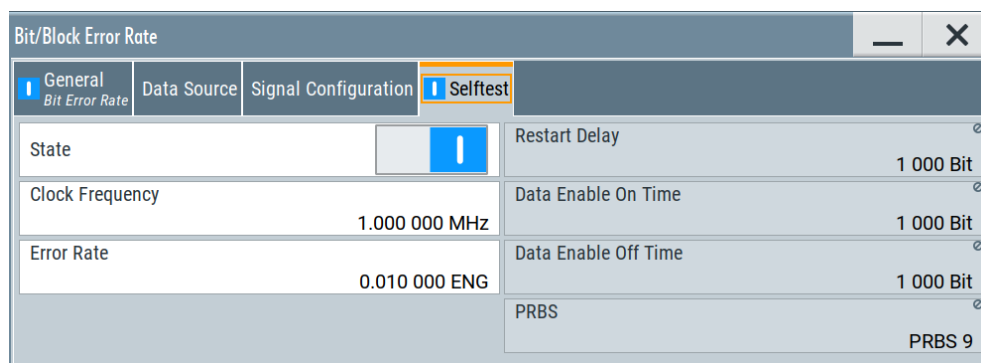 Bit/Block Error Rate
General
Bit Error Rate
Data Source
Signal Configuration
Selftest
State
Clock Frequency
1.000 000 MHz
Error Rate
0.010 000 ENG
Restart Delay
1 000 Bit
Data Enable On Time
1 000 Bit
Data Enable Off Time
1 000 Bit
PRBS
PRBS 9